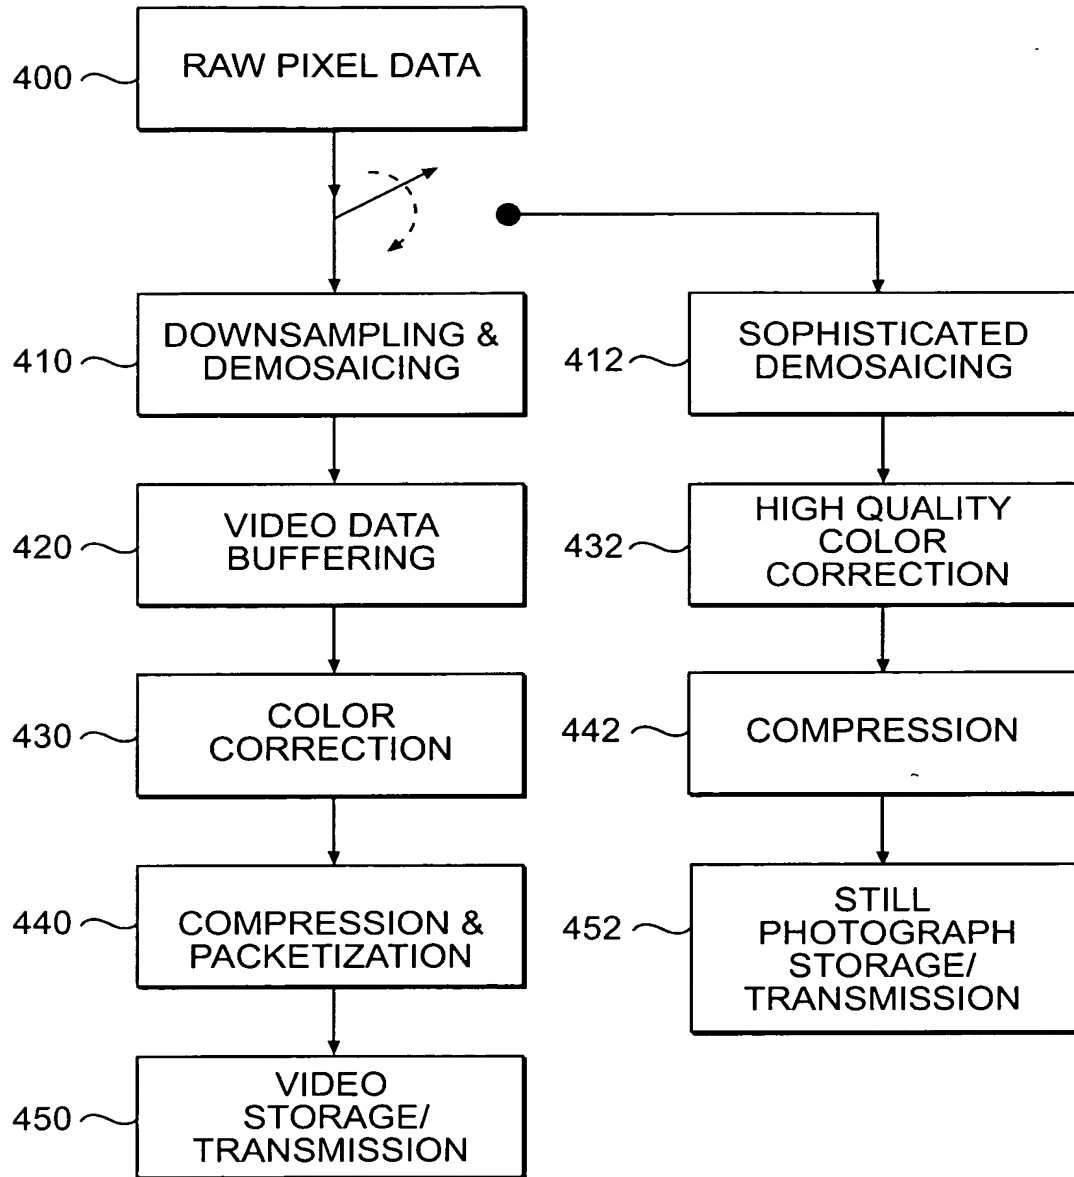 400
RAW PIXEL DATA
410
DOWNSAMPLING &
DEMOSAICING
412
SOPHISTICATED
DEMOSAICING
420
VIDEO DATA
BUFFERING
432
HIGH QUALITY
COLOR
CORRECTION
430
COLOR
CORRECTION
442
COMPRESSION
440
COMPRESSION &
PACKETIZATION
452
STILL
PHOTOGRAPH
STORAGE/
TRANSMISSION
450
VIDEO
STORAGE/
TRANSMISSION